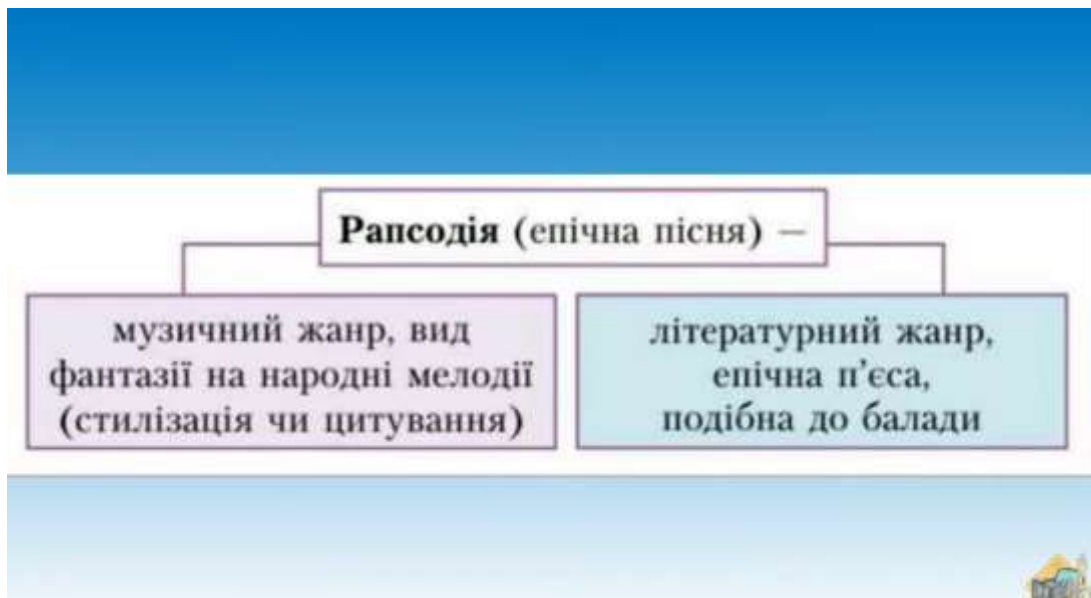 Рапсодія (епічна пісня) –
музичний жанр, вид
фантазії на народні мелодії
(стилізація чи цитування)
літературний жанр,
епічна п'єса,
подібна до балади